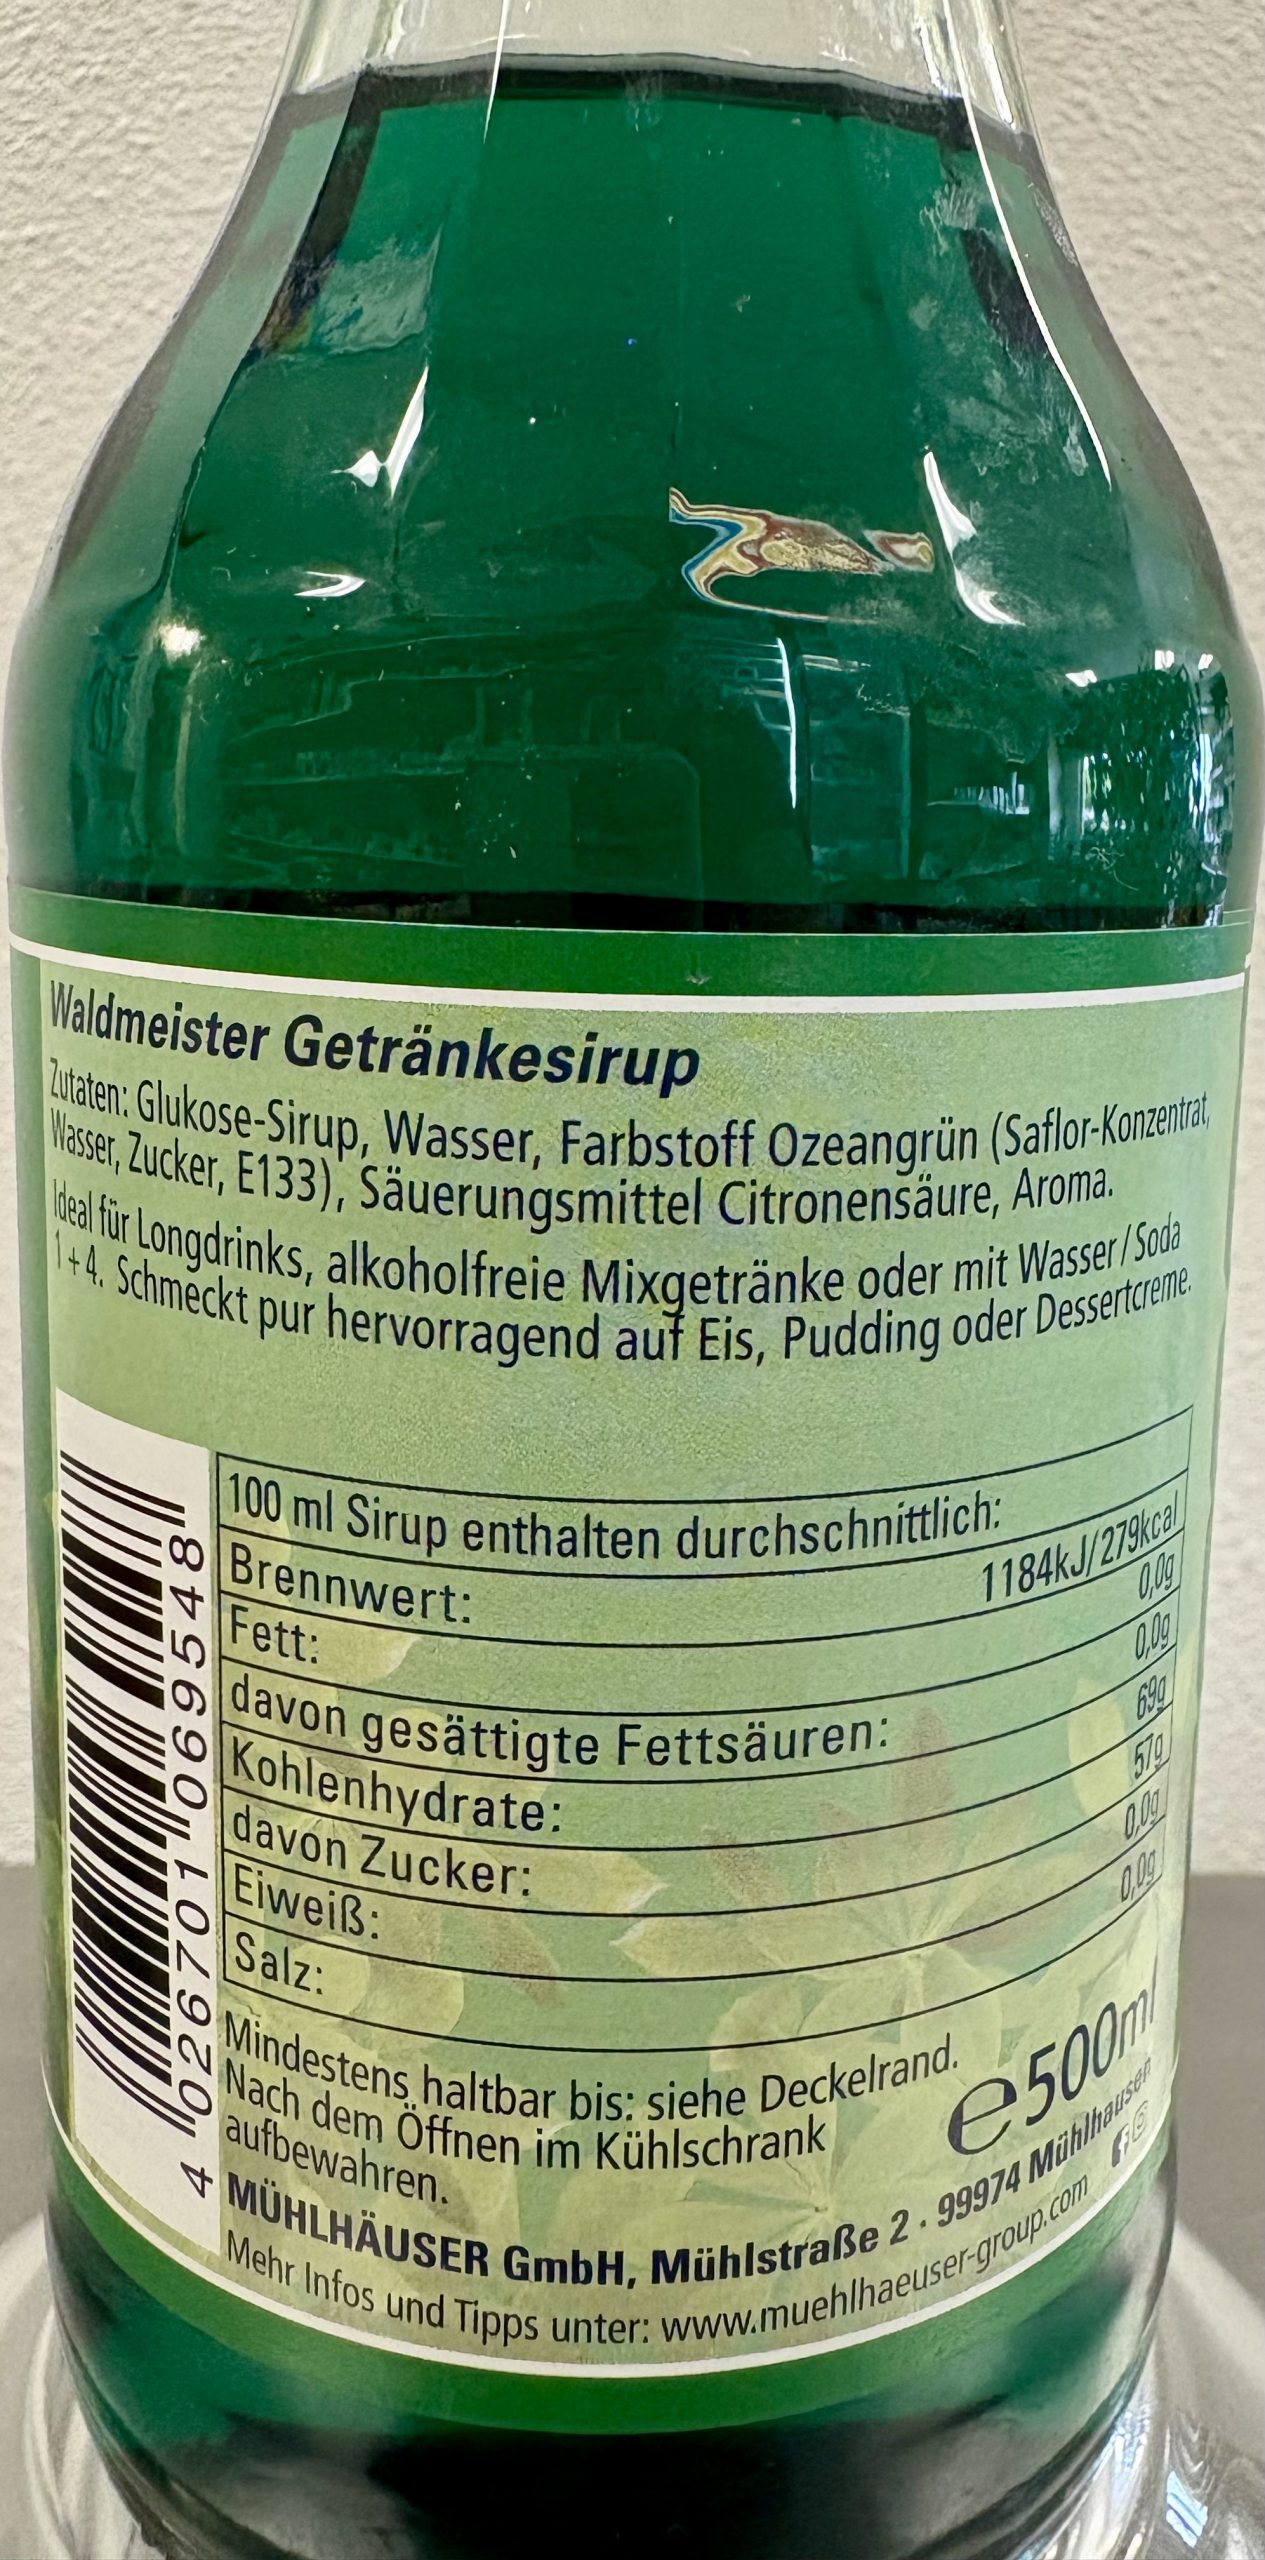 Waldmeister Getränkesirup
Zutaten: Glukose-Sirup, Wasser, Farbstoff Ozeangrün (Saflor-Konzentrat,
Wasser, Zucker, E133), Säuerungsmittel Citronensäure, Aroma.
Ideal für Longdrinks, alkoholfreie Mixgetränke oder mit Wasser/Soda
1+4. Schmeckt pur hervorragend auf Eis, Pudding oder Dessertcreme.
100 ml Sirup enthalten durchschnittlich:
Brennwert: 1184kJ/279kcal
Fett: 0,0g
davon gesättigte Fettsäuren: 0,0g
Kohlenhydrate: 69g
davon Zucker: 57g
Eiweiß: 0,0g
Salz: 0,0g
4 026701 069548
Mindestens haltbar bis: siehe Deckelrand.
Nach dem Öffnen im Kühlschrank
aufbewahren.
e500ml
MÜHLHÄUSER GmbH, Mühlstraße 2 · 99974 Mühlhausen
Mehr Infos und Tipps unter: www.muehlhaeuser-group.com